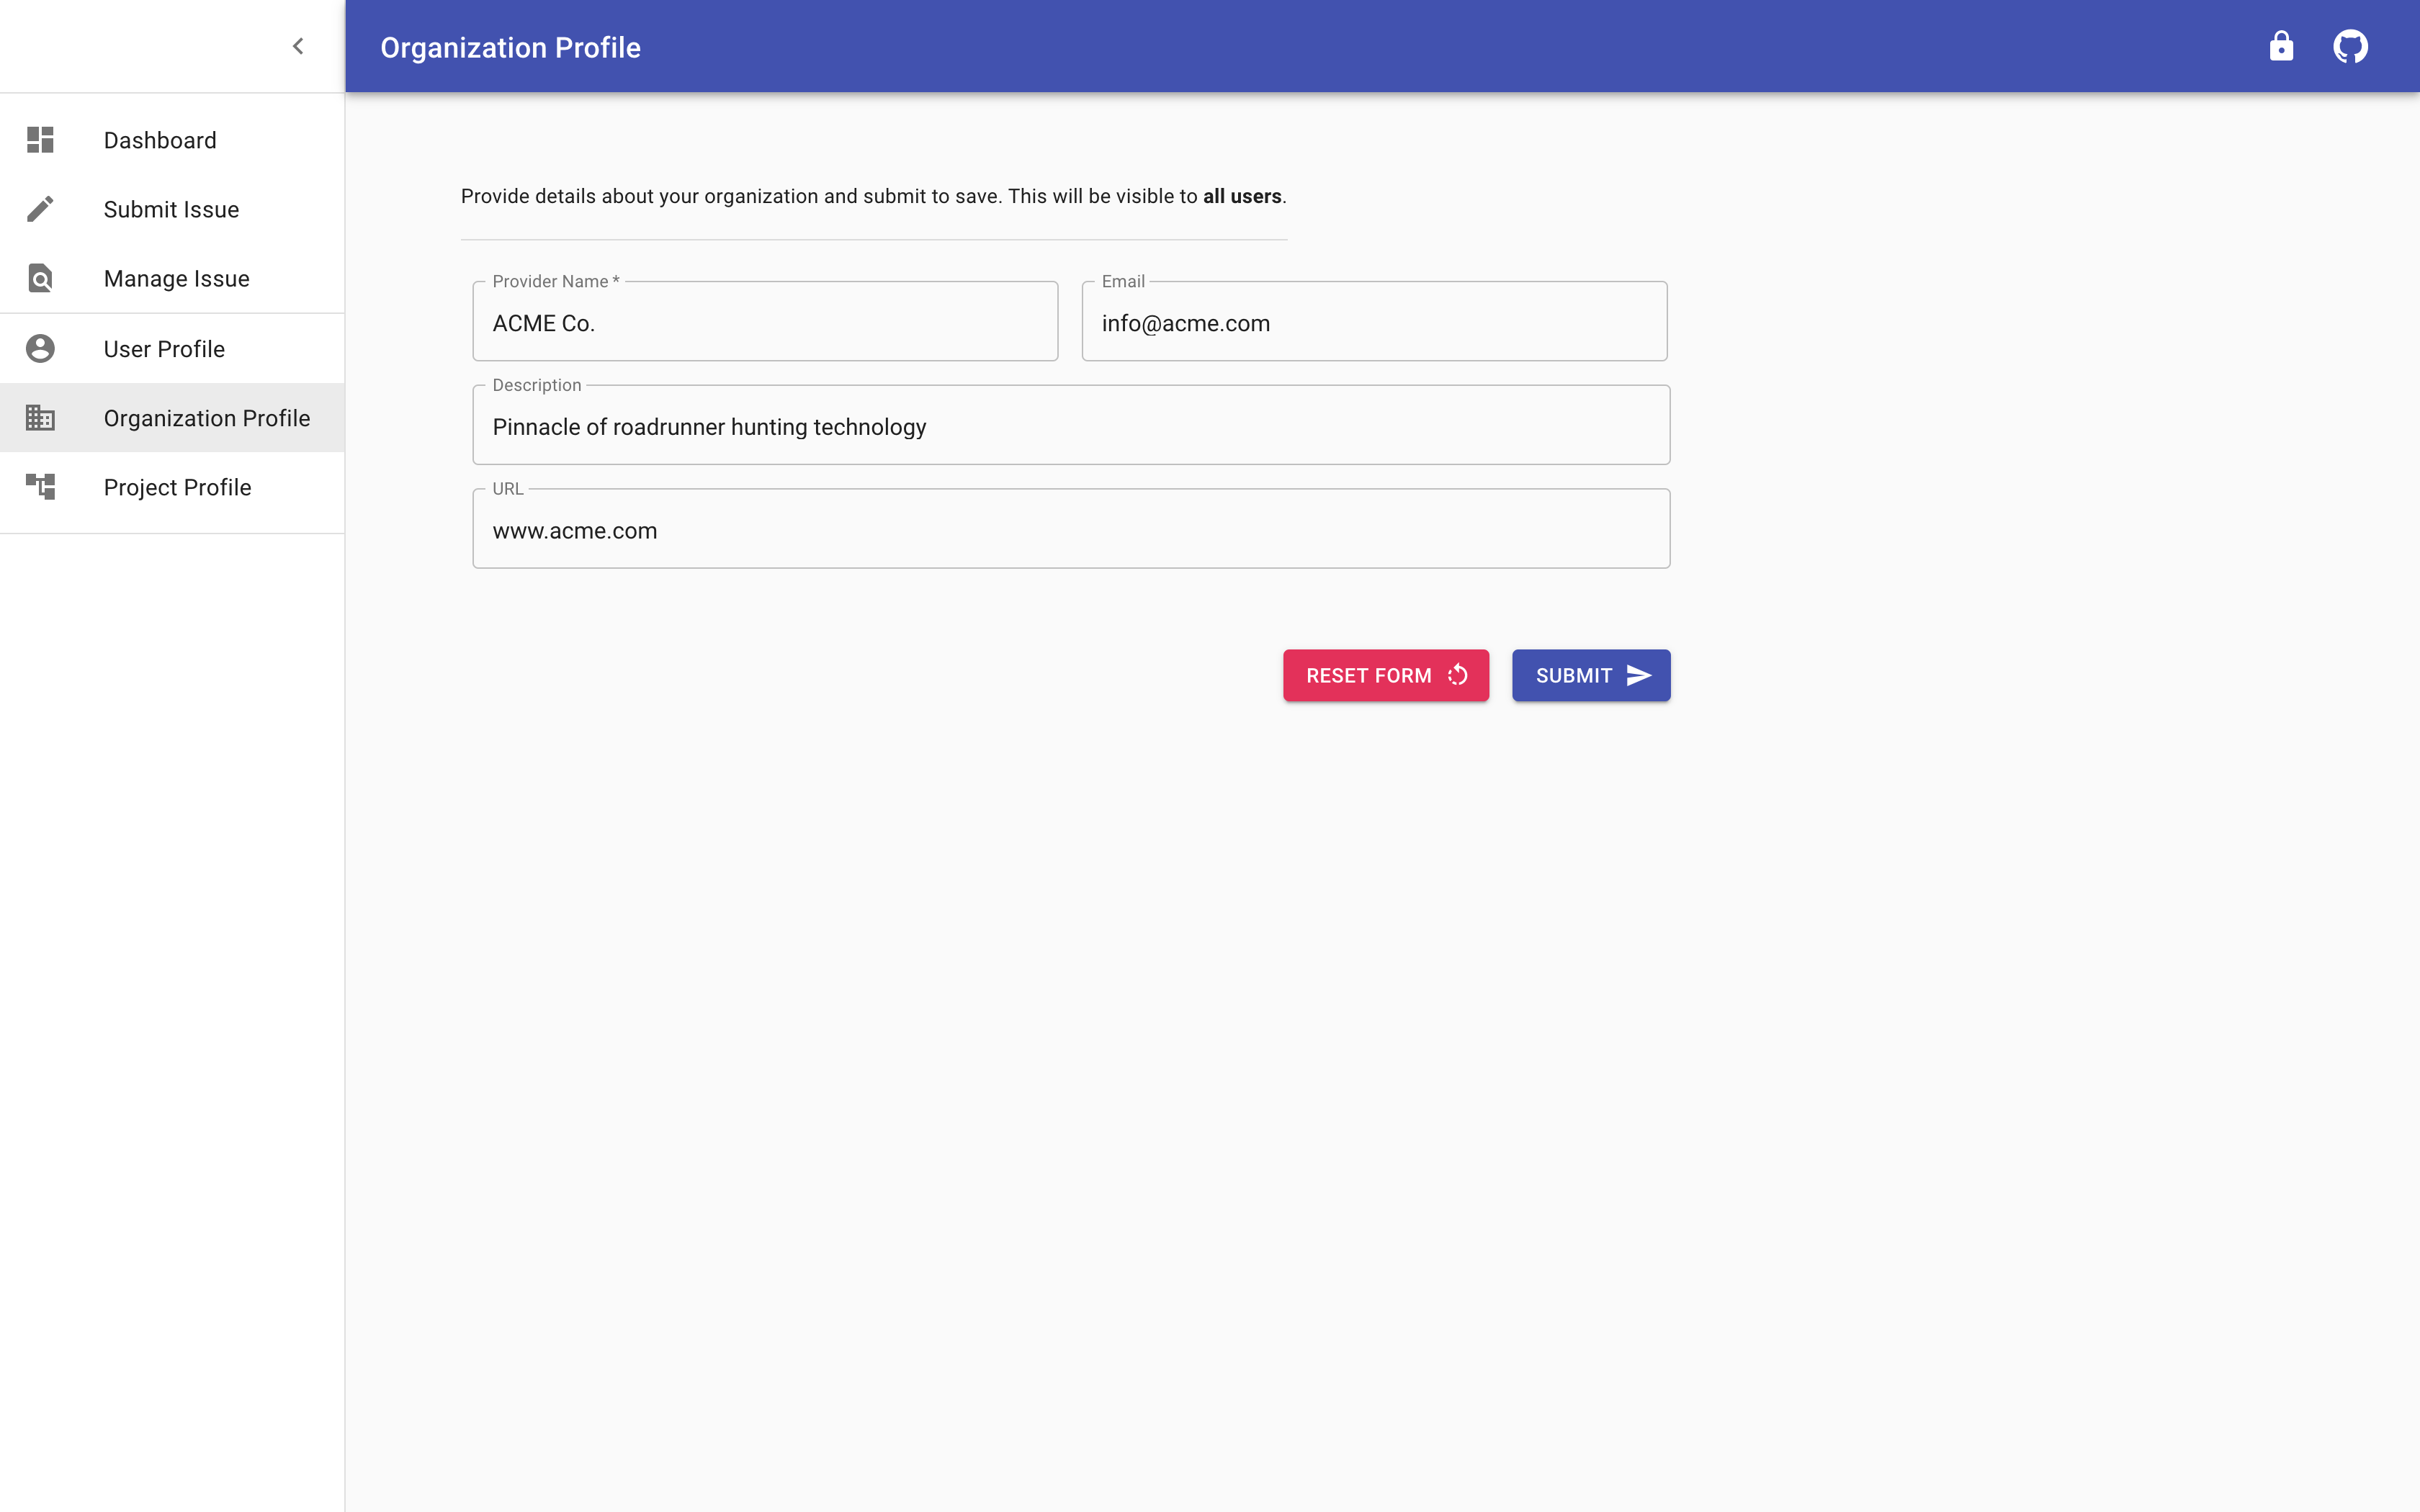 Organization Profile
Dashboard
Submit Issue
Manage Issue
User Profile
Organization Profile
Project Profile
Provide details about your organization and submit to save. This will be visible to all users.
Provider Name *
ACME Co.
Email
info@acme.com
Description
Pinnacle of roadrunner hunting technology
URL
www.acme.com
RESET FORM
SUBMIT